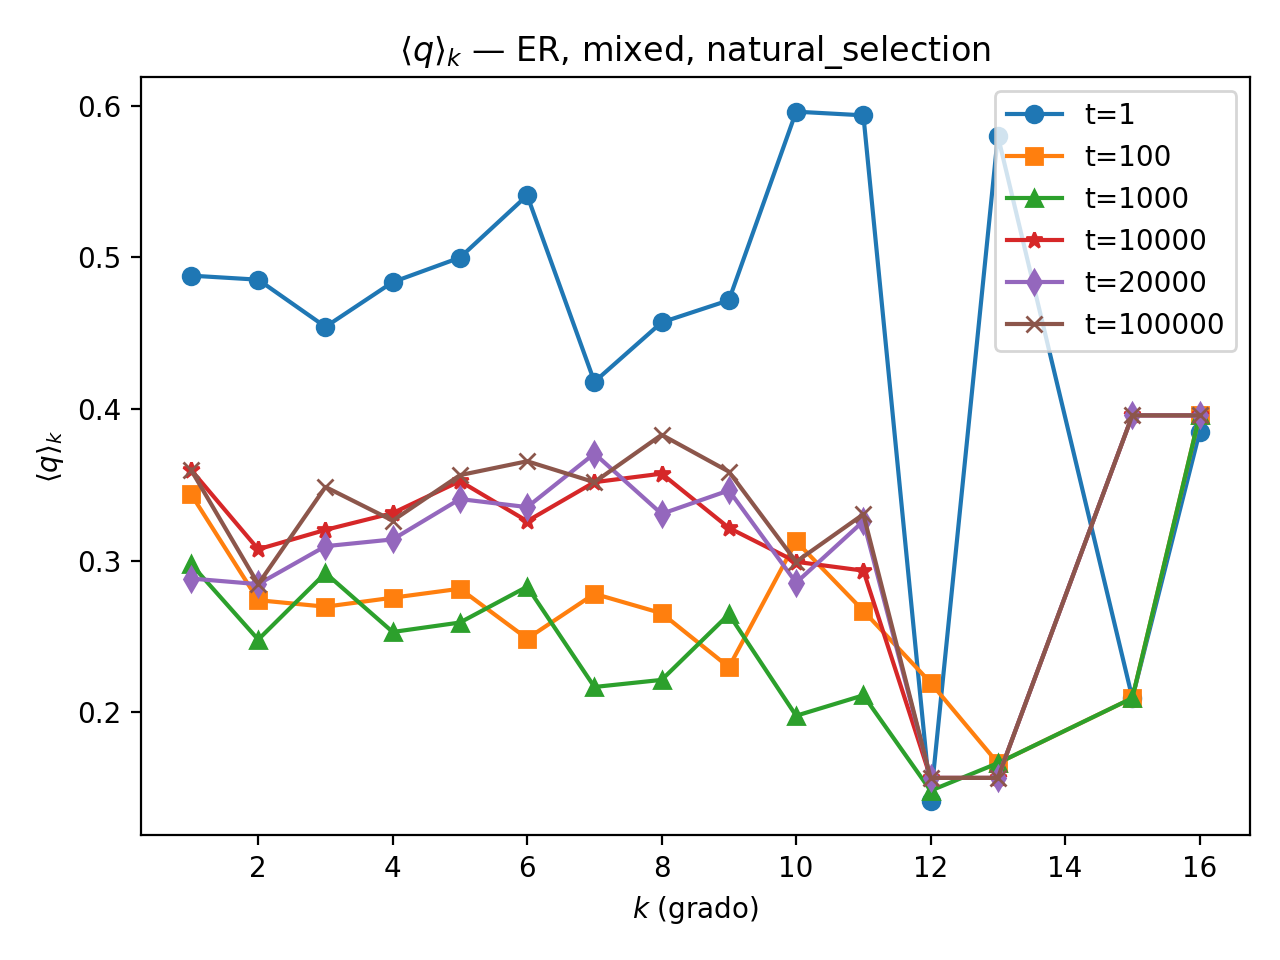 ⟨q⟩ₖ — ER, mixed, natural_selection
t=1
t=100
t=1000
t=10000
t=20000
t=100000
0.6
0.5
0.4
0.3
0.2
⟨q⟩ₖ
2 4 6 8 10 12 14 16
k (grado)